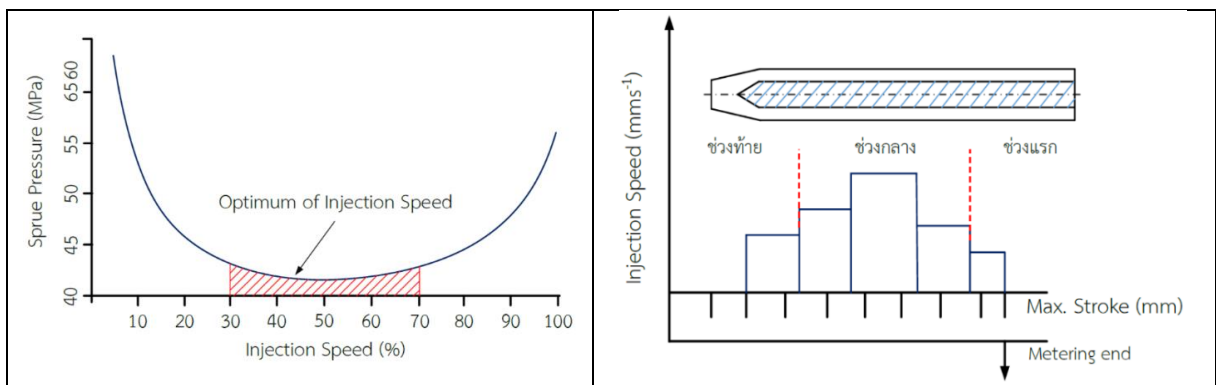 Sprue Pressure (MPa)
6560
55
50
45
40
Optimum of Injection Speed
10 20 30 40 50 60 70 80 90 100
Injection Speed (%)
Injection Speed (mms⁻¹)
ช่วงท้าย ช่วงกลาง ช่วงแรก
Max. Stroke (mm)
Metering end